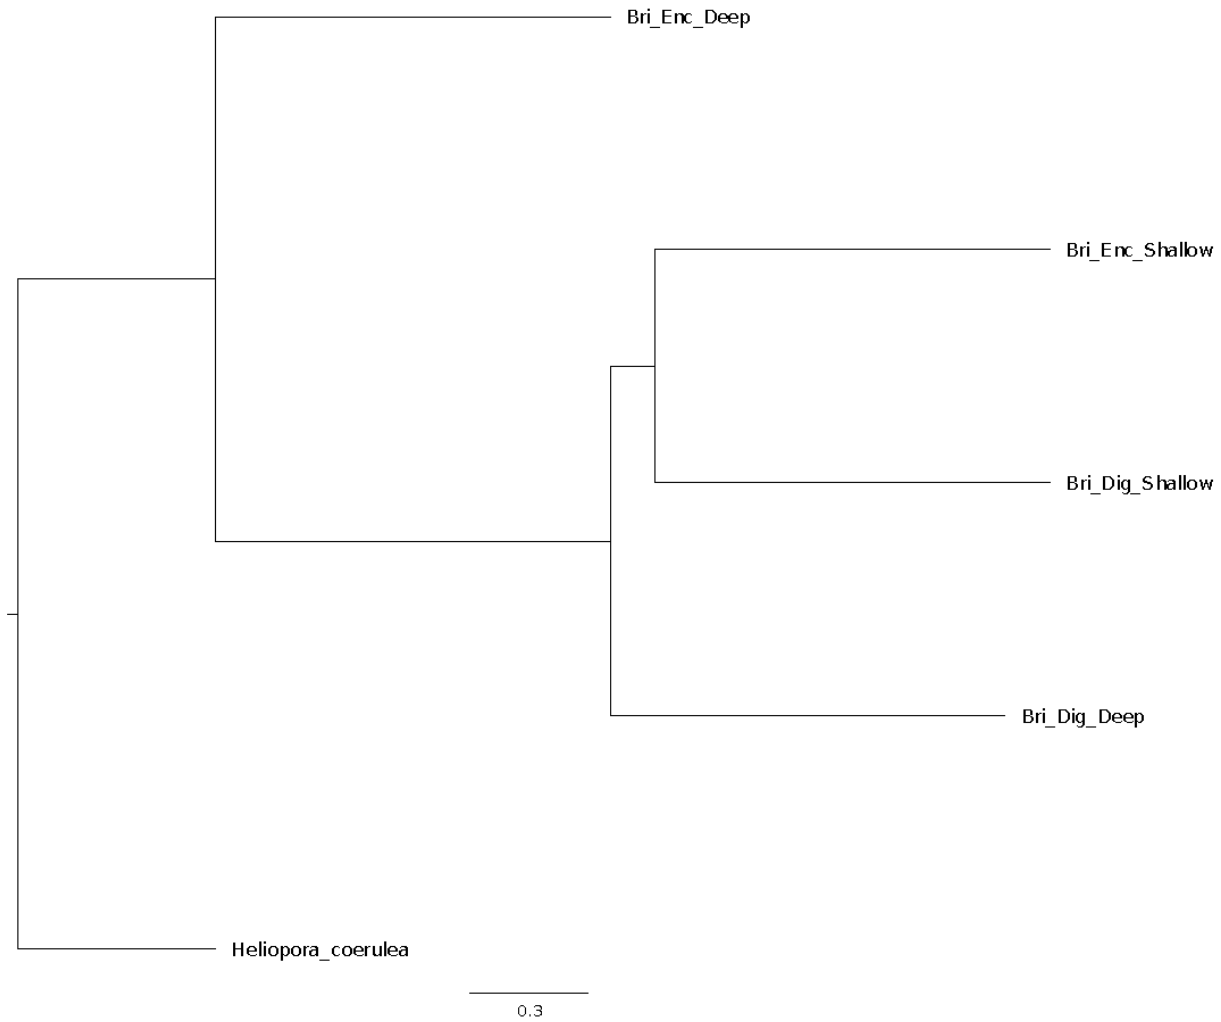 Bri_Enc_Deep
Bri_Enc_Shallow
Bri_Dig_Shallow
Bri_Dig_Deep
Heliopora_coerulea
0.3